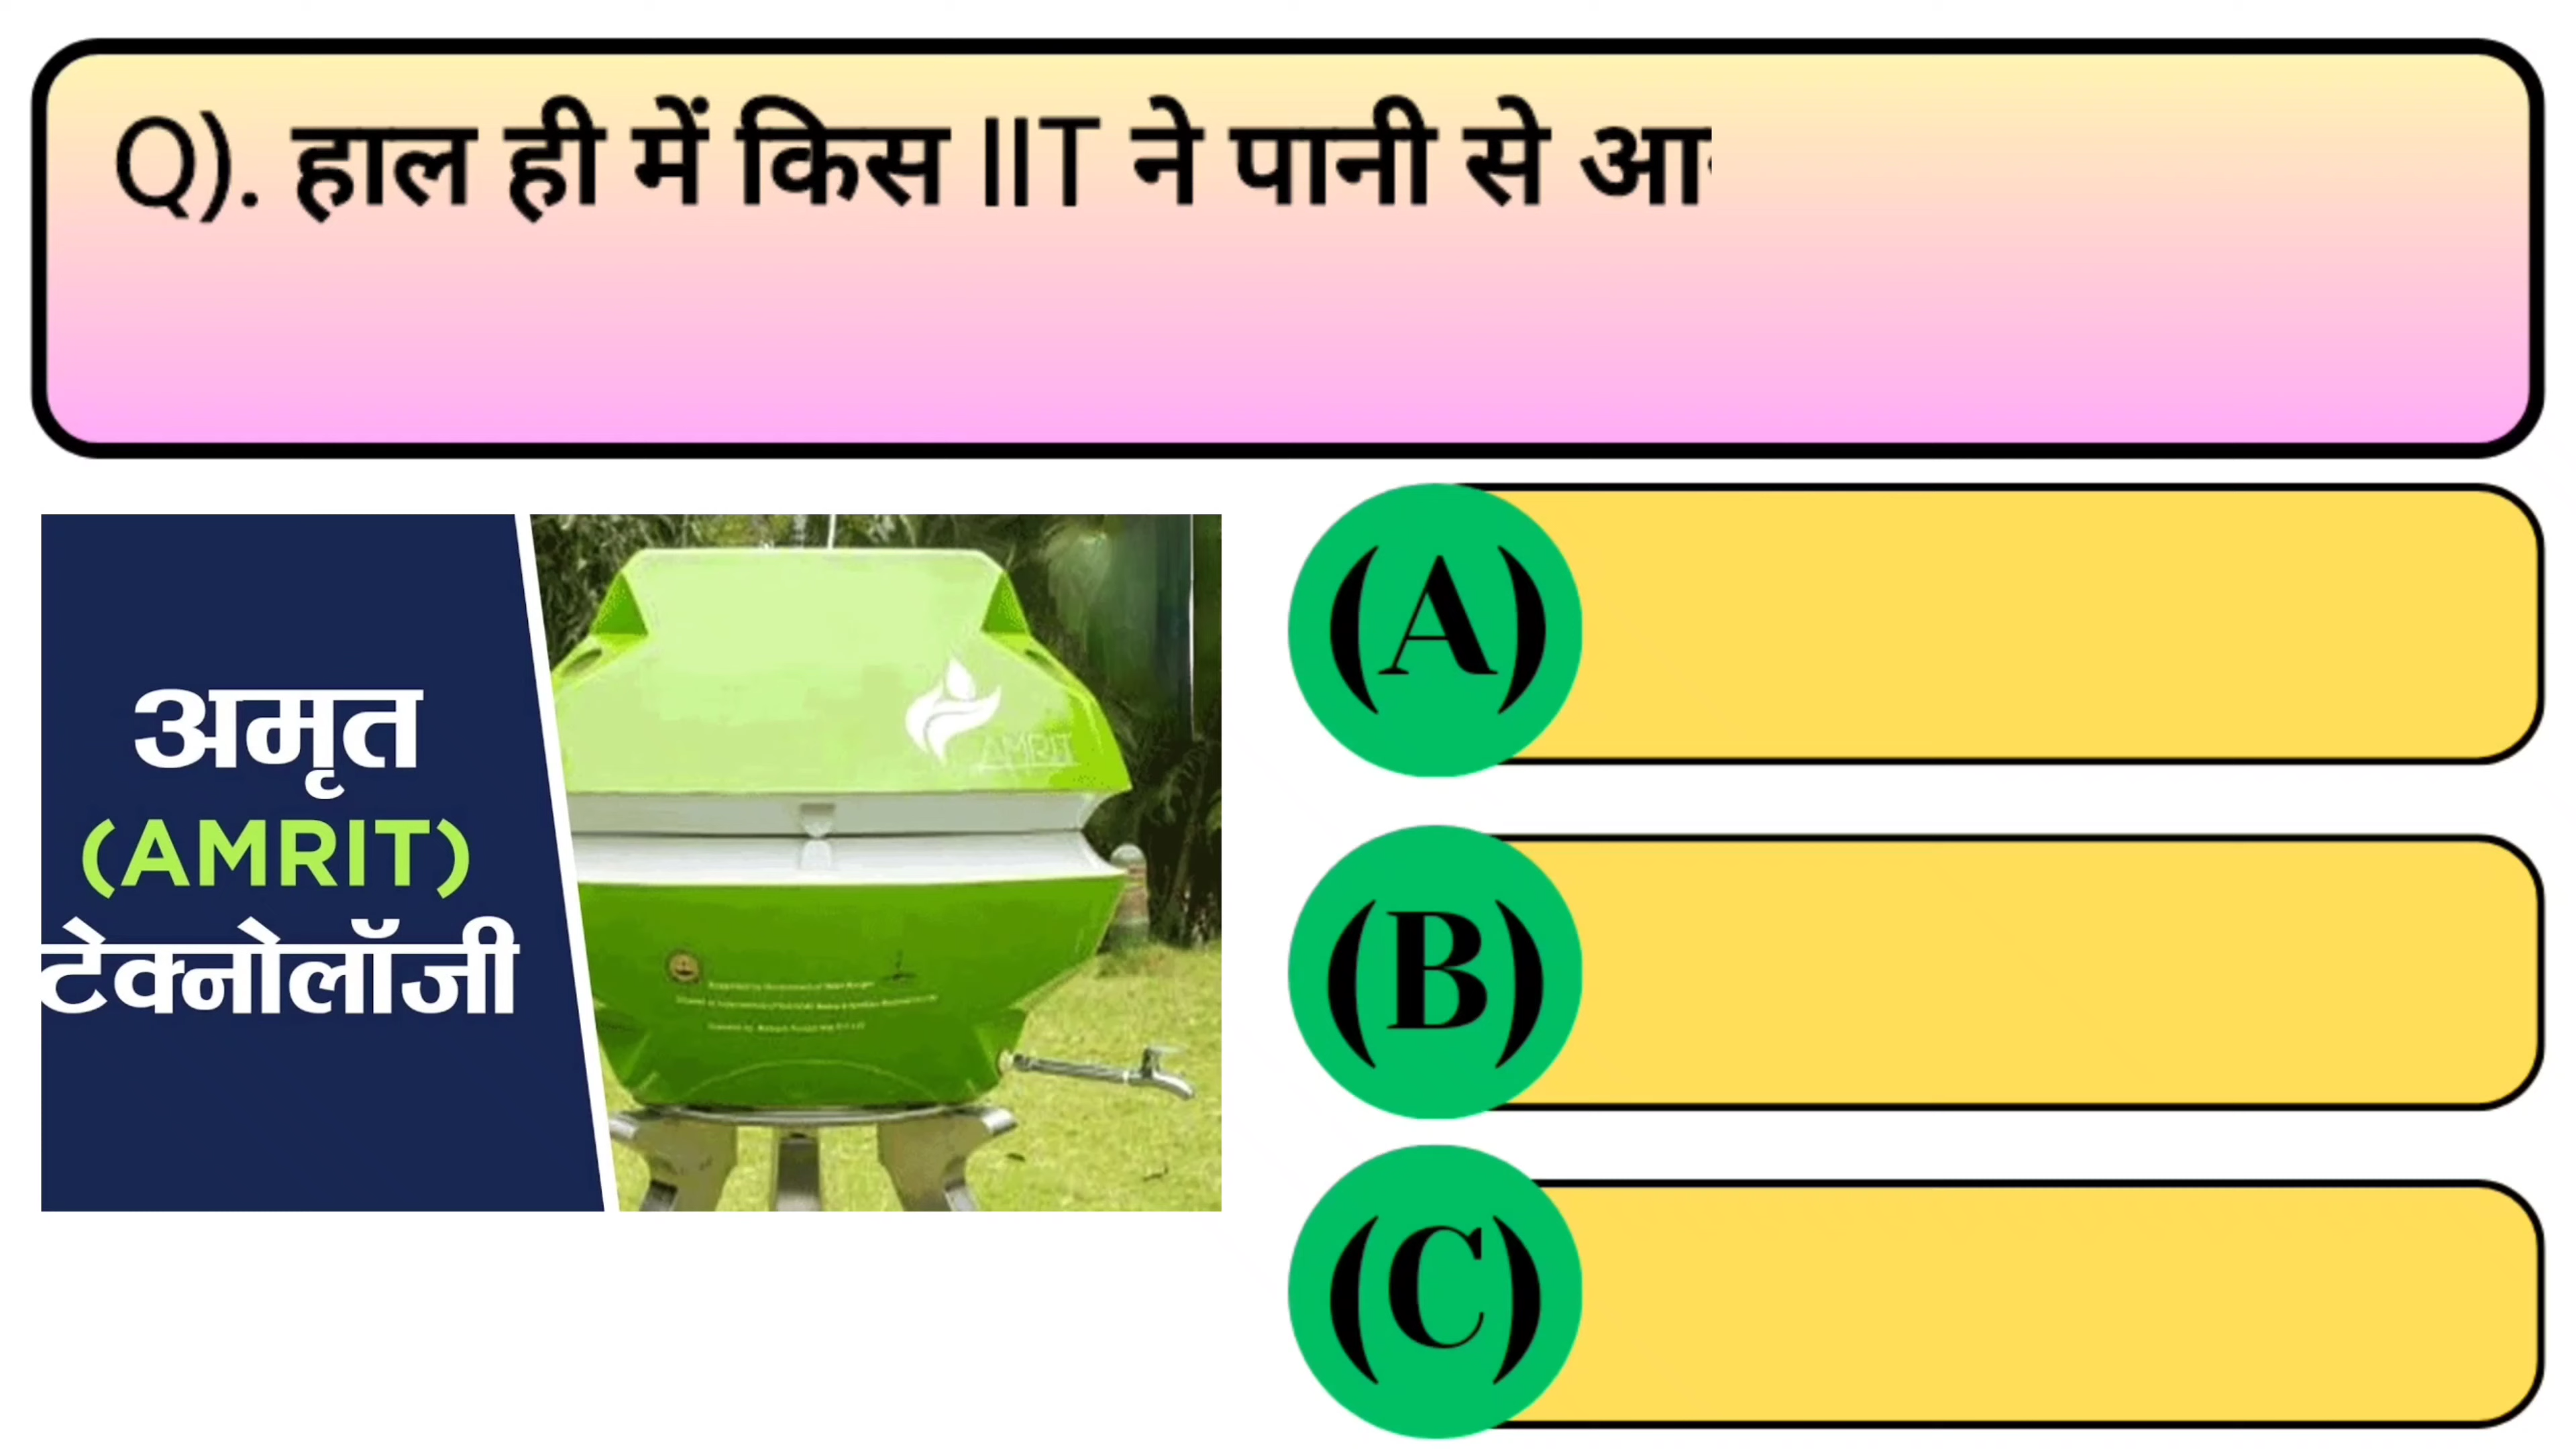 Q). हाल ही में किस IIT ने पानी से
अमृत
(AMRIT)
टेक्नोलॉजी
AMRIT
(A)
(B)
(C)